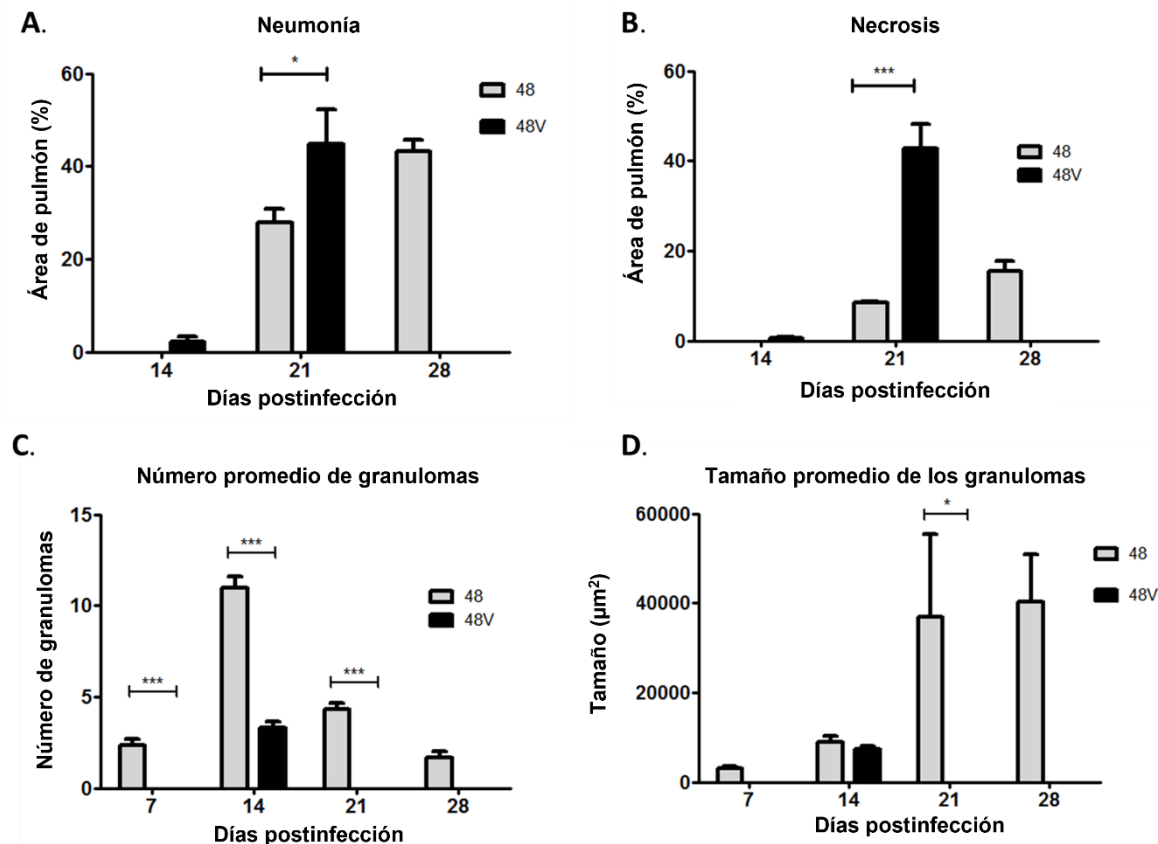 A.
Neumonía
*
60
40
20
0
Área de pulmón (%)
48
48V
14
21
28
Días postinfección
B.
Necrosis
***
60
40
20
0
Área de pulmón (%)
48
48V
14
21
28
Días postinfección
C.
Número promedio de granulomas
15
10
5
0
Número de granulomas
***
***
***
48
48V
7
14
21
28
Días postinfección
D.
Tamaño promedio de los granulomas
60000
40000
20000
0
Tamaño (µm²)
*
48
48V
7
14
21
28
Días postinfección